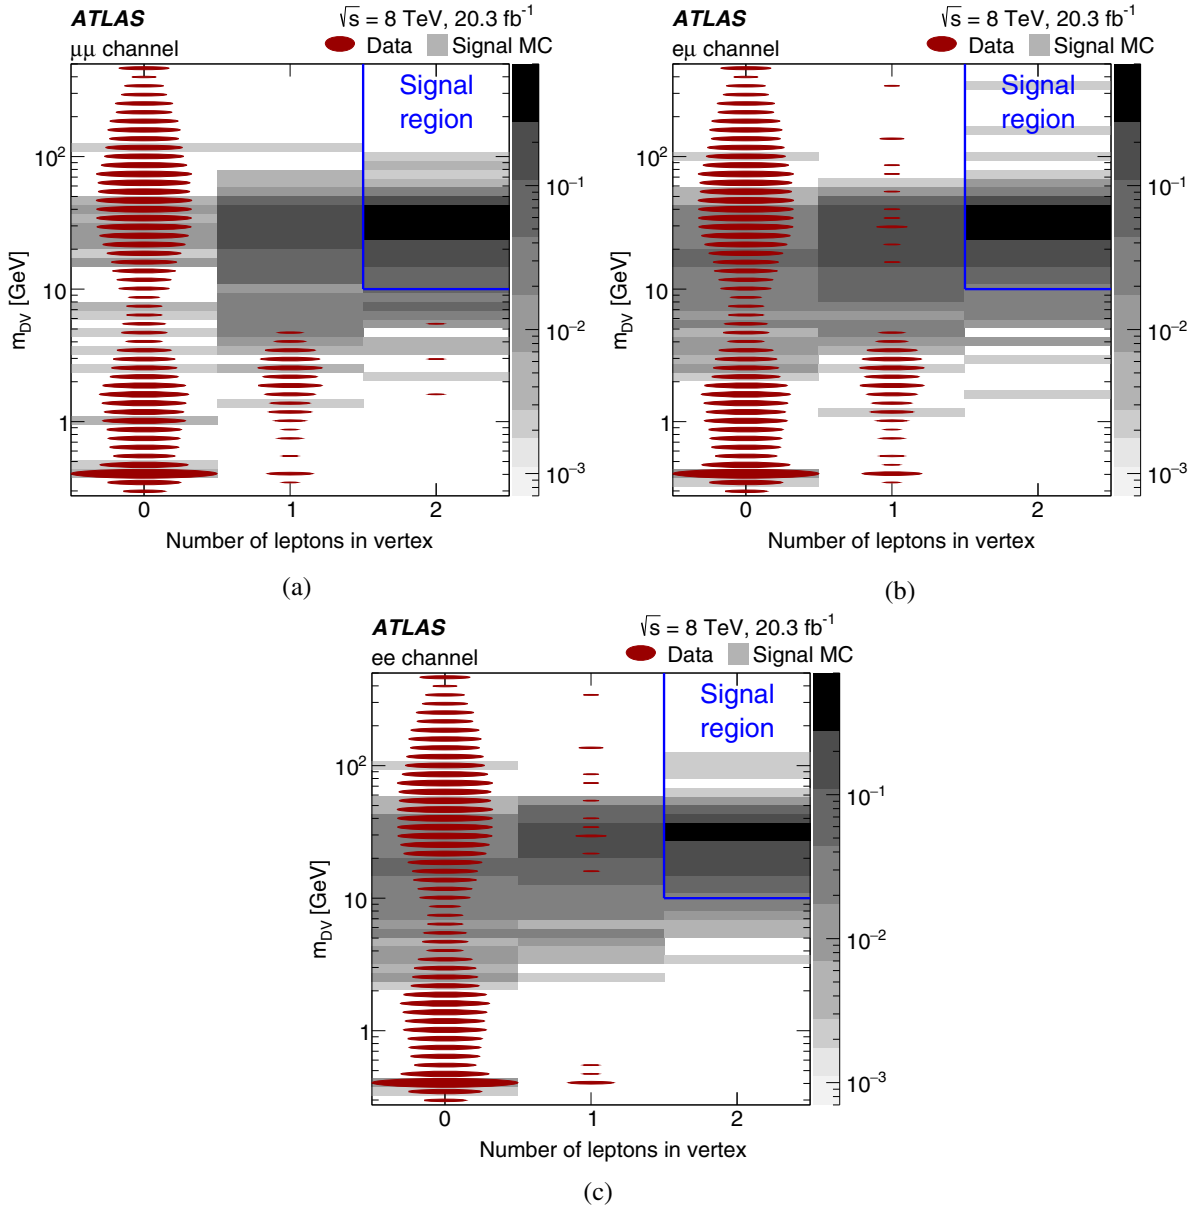 ATLAS
√s = 8 TeV, 20.3 fb⁻¹
μμ channel
Data
Signal MC
Signal
region
10²
10
1
m_DV [GeV]
10⁻¹
10⁻²
10⁻³
0 1 2
Number of leptons in vertex
(a)
ATLAS
√s = 8 TeV, 20.3 fb⁻¹
eμ channel
Data
Signal MC
Signal
region
10²
10
1
m_DV [GeV]
10⁻¹
10⁻²
10⁻³
0 1 2
Number of leptons in vertex
(b)
ATLAS
√s = 8 TeV, 20.3 fb⁻¹
ee channel
Data
Signal MC
Signal
region
10²
10
1
m_DV [GeV]
10⁻¹
10⁻²
10⁻³
0 1 2
Number of leptons in vertex
(c)